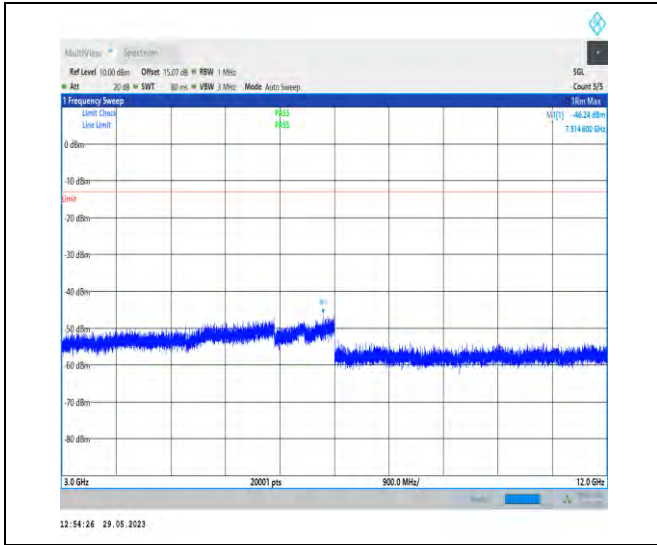 MultiView Spectrum
Ref Level 10.00 dBm Offset 15.07 dB RBW 1 MHz SGL
Att 20 dB SWT 80 ms VBW 3 MHz Mode Auto Sweep Count 5/5
1 Frequency Sweep 1Rm Max
Limit Check PASS M1[1] -46.24 dBm
Line Limit PASS 7.314 600 GHz
0 dBm
-10 dBm
Limit
-20 dBm
-30 dBm
-40 dBm
M1
-50 dBm
-60 dBm
-70 dBm
-80 dBm
3.0 GHz 20001 pts 900.0 MHz/ 12.0 GHz
12:54:26 29.05.2023